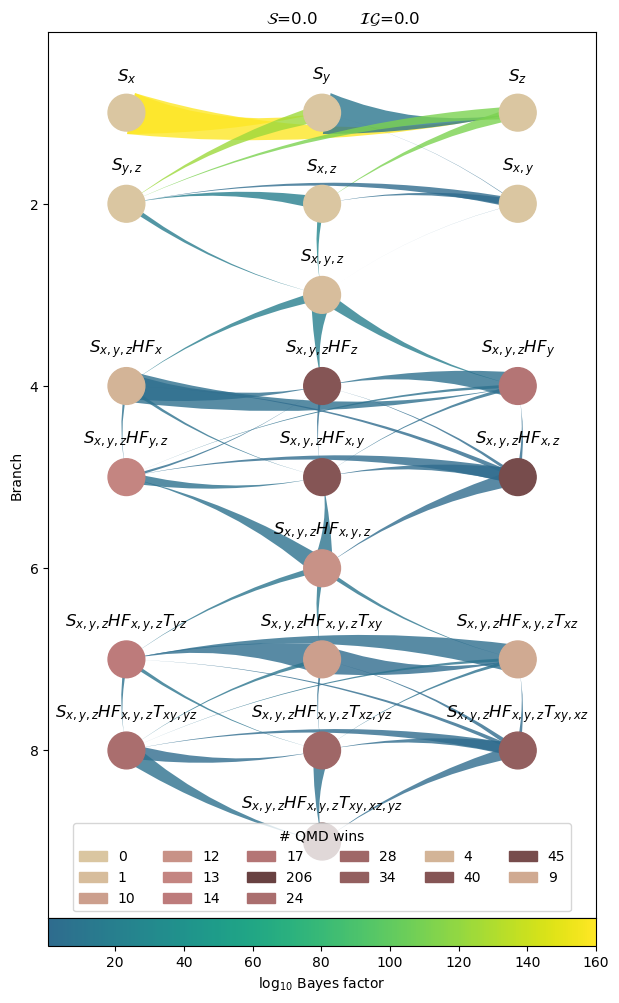 𝒮=0.0 ℐ𝒢=0.0
S_x S_y S_z
S_{y,z} S_{x,z} S_{x,y}
2
S_{x,y,z}
S_{x,y,z}HF_x S_{x,y,z}HF_z S_{x,y,z}HF_y
4
S_{x,y,z}HF_{y,z} S_{x,y,z}HF_{x,y} S_{x,y,z}HF_{x,z}
Branch
S_{x,y,z}HF_{x,y,z}
6
S_{x,y,z}HF_{x,y,z}T_{yz} S_{x,y,z}HF_{x,y,z}T_{xy} S_{x,y,z}HF_{x,y,z}T_{xz}
S_{x,y,z}HF_{x,y,z}T_{xy,yz} S_{x,y,z}HF_{x,y,z}T_{xz,yz} S_{x,y,z}HF_{x,y,z}T_{xy,xz}
8
S_{x,y,z}HF_{x,y,z}T_{xy,xz,yz}
# QMD wins
0 12 17 28 4 45
1 13 206 34 40 9
10 14 24
20 40 60 80 100 120 140 160
log_{10} Bayes factor